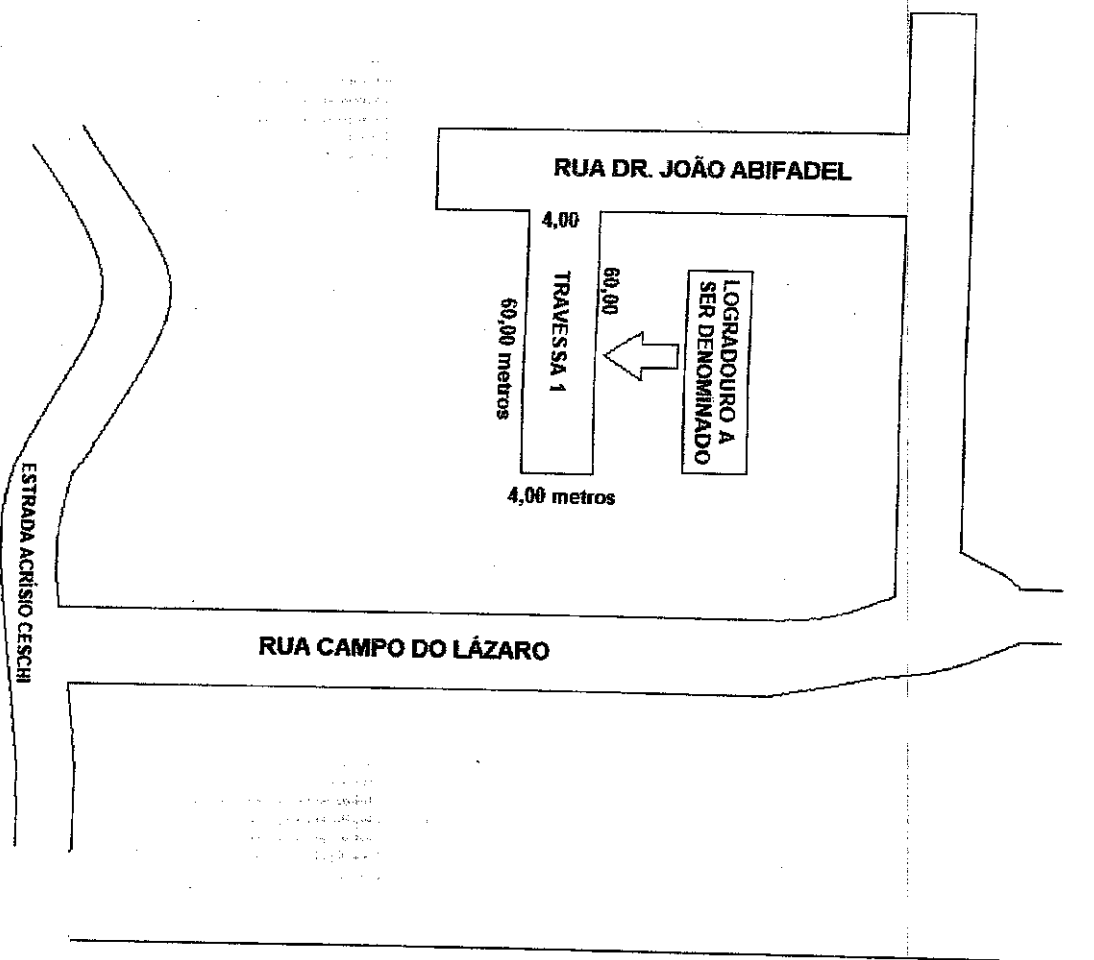 RUA DR. JOÃO ABIFADEL
4,00
60,00
TRAVESSA 1
60,00 metros
LOGRADOURO A
SER DENOMINADO
4,00 metros
ESTRADA ACRÍSIO CESCHI
RUA CAMPO DO LÁZARO